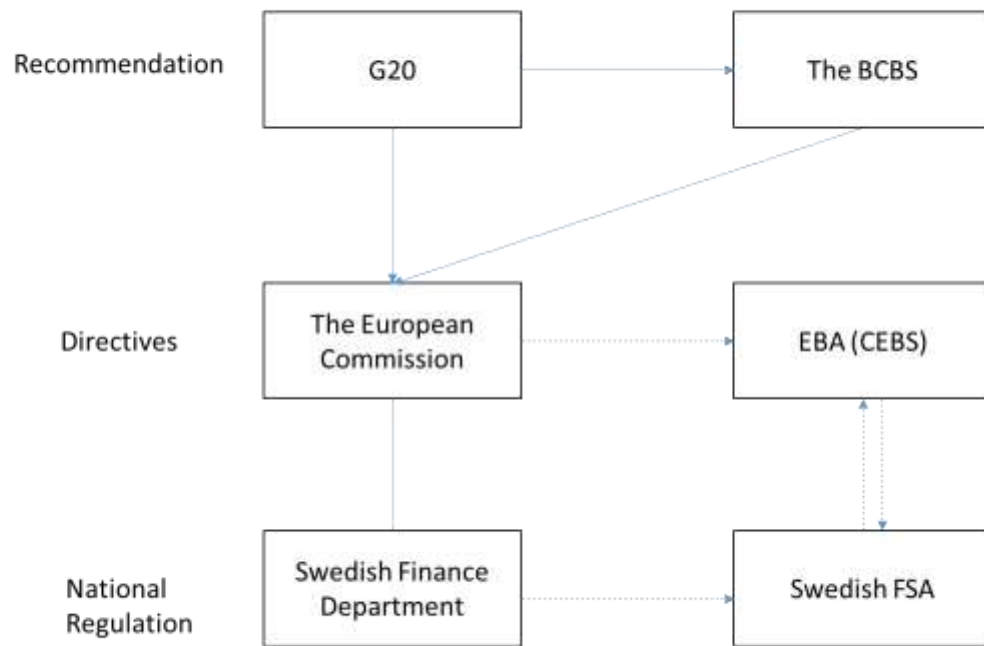 Recommendation
G20
The BCBS
Directives
The European
Commission
EBA (CEBS)
National
Regulation
Swedish Finance
Department
Swedish FSA